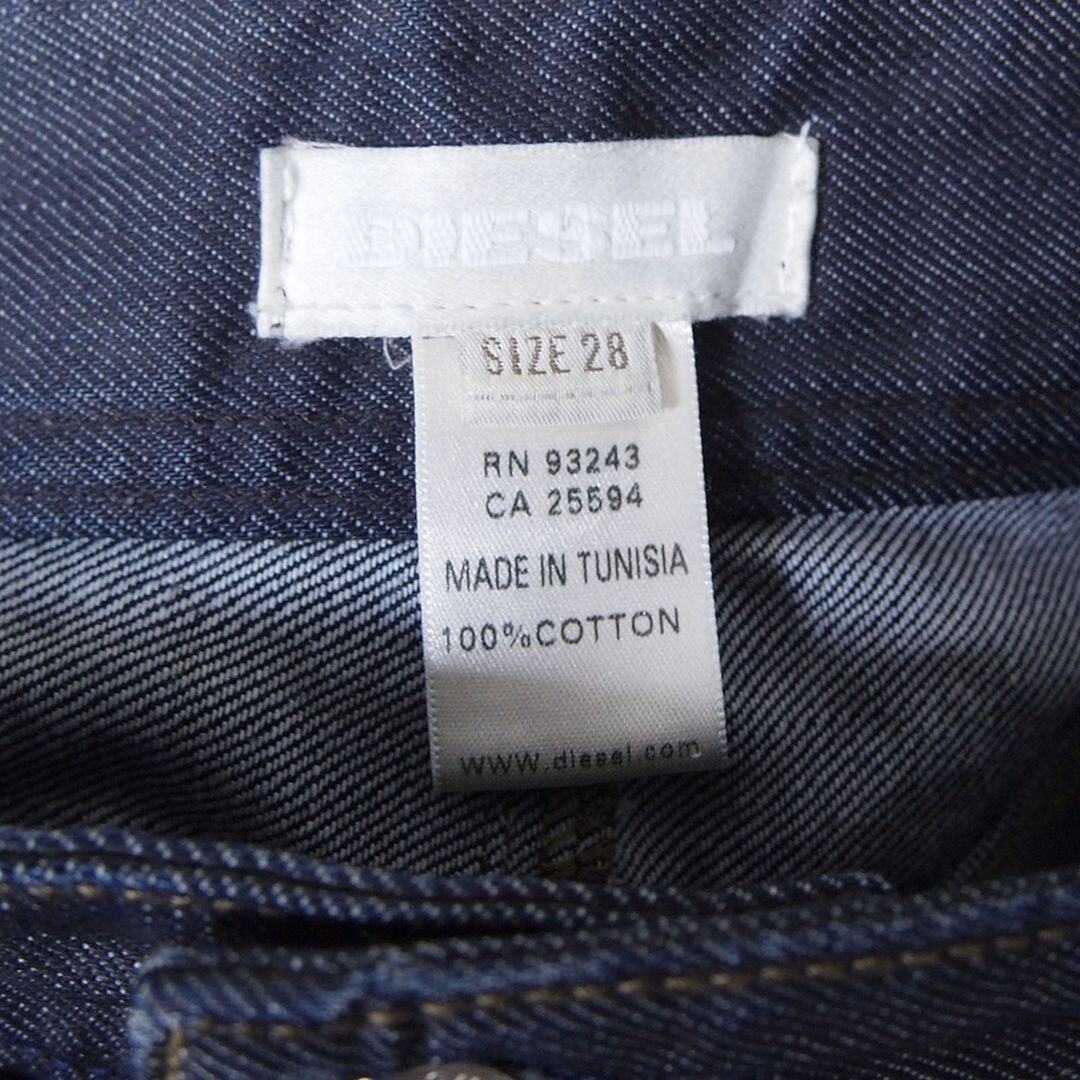 DIESEL
SIZE 28
RN 93243
CA 25594
MADE IN TUNISIA
100%COTTON
www.diesel.com